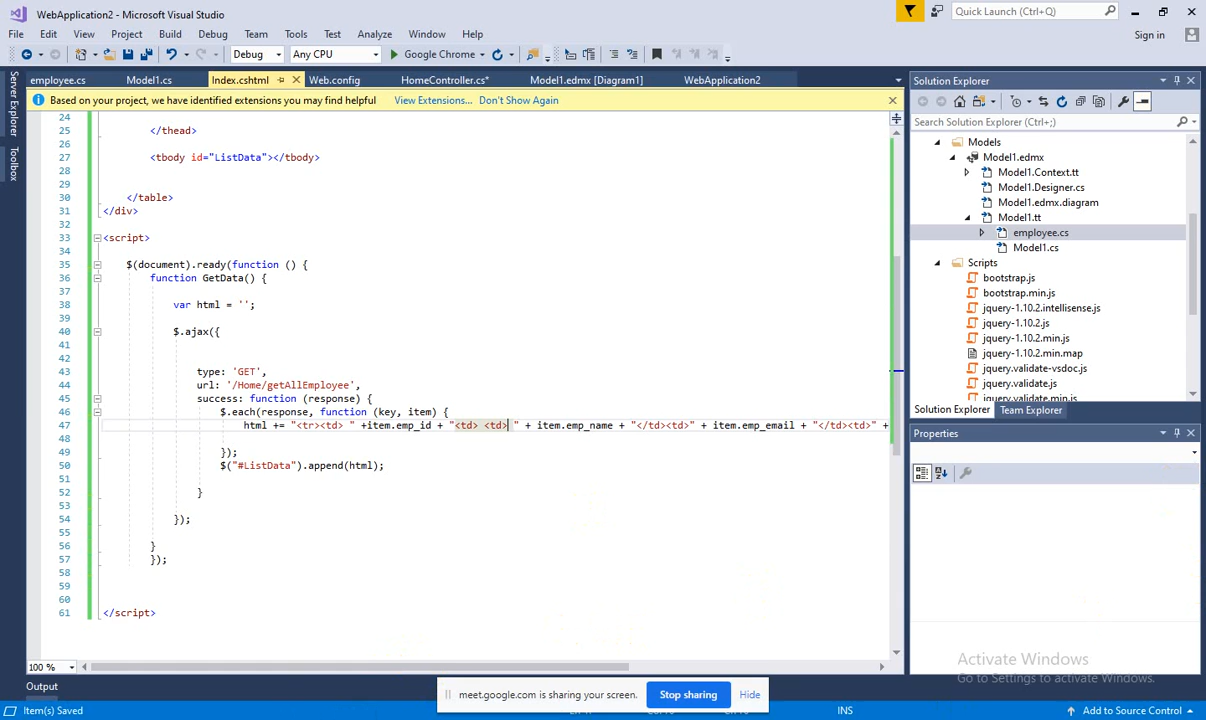 WebApplication2 - Microsoft Visual Studio
Quick Launch (Ctrl+Q)
File Edit View Project Build Debug Team Tools Test Analyze Window Help
Sign in
Debug Any CPU Google Chrome
employee.cs Model1.cs Index.cshtml Web.config HomeController.cs* Model1.edmx [Diagram1] WebApplication2
Based on your project, we have identified extensions you may find helpful View Extensions... Don't Show Again
Server Explorer
Toolbox
24
25 </thead>
26
27 <tbody id="ListData"></tbody>
28
29
30 </table>
31 </div>
32
33 <script>
34
35 $(document).ready(function () {
36 function GetData() {
37
38 var html = '';
39
40 $.ajax({
41
42
43 type: 'GET',
44 url: '/Home/getAllEmployee',
45 success: function (response) {
46 $.each(response, function (key, item) {
47 html += "<tr><td> " +item.emp_id + "<td> <td> " + item.emp_name + "</td><td>" + item.emp_email + "</td><td>" +
48
49 });
50 $("#ListData").append(html);
51
52 }
53
54 });
55
56 }
57 });
58
59
60
61 </script>
100 %
Output
Item(s) Saved
INS
Add to Source Control
Solution Explorer
Search Solution Explorer (Ctrl+;)
Models
Model1.edmx
Model1.Context.tt
Model1.Designer.cs
Model1.edmx.diagram
Model1.tt
employee.cs
Model1.cs
Scripts
bootstrap.js
bootstrap.min.js
jquery-1.10.2.intellisense.js
jquery-1.10.2.js
jquery-1.10.2.min.js
jquery-1.10.2.min.map
jquery.validate-vsdoc.js
jquery.validate.js
jquery.validate.min.js
Solution Explorer Team Explorer
Properties
Activate Windows
Go to Settings to activate Windows.
meet.google.com is sharing your screen. Stop sharing Hide